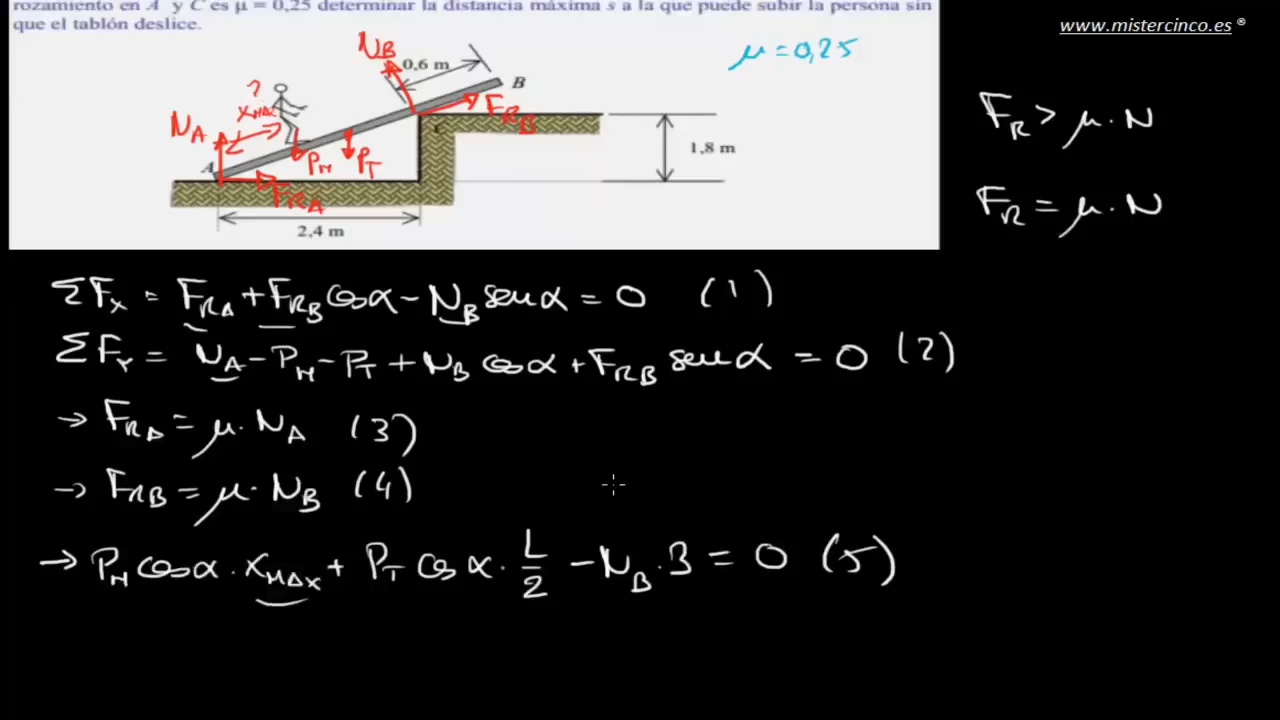 rozamiento en A y C es μ = 0,25 determinar la distancia máxima s a la que puede subir la persona sin
que el tablón deslice.
www.mistercinco.es ®
μ = 0,25
N_B
0,6 m
B
?
X_MAX
F_RB
N_A
P_H
P_T
A
F_RA
1,8 m
2,4 m
F_R > μ · N
F_R = μ · N
ΣF_x = F_RA + F_RB cos α - N_B sen α = 0 (1)
ΣF_Y = N_A - P_H - P_T + N_B cos α + F_RB sen α = 0 (2)
→ F_RA = μ · N_A (3)
→ F_RB = μ · N_B (4)
→ P_H cos α · X_MAX + P_T cos α · L/2 - N_B · 3 = 0 (5)